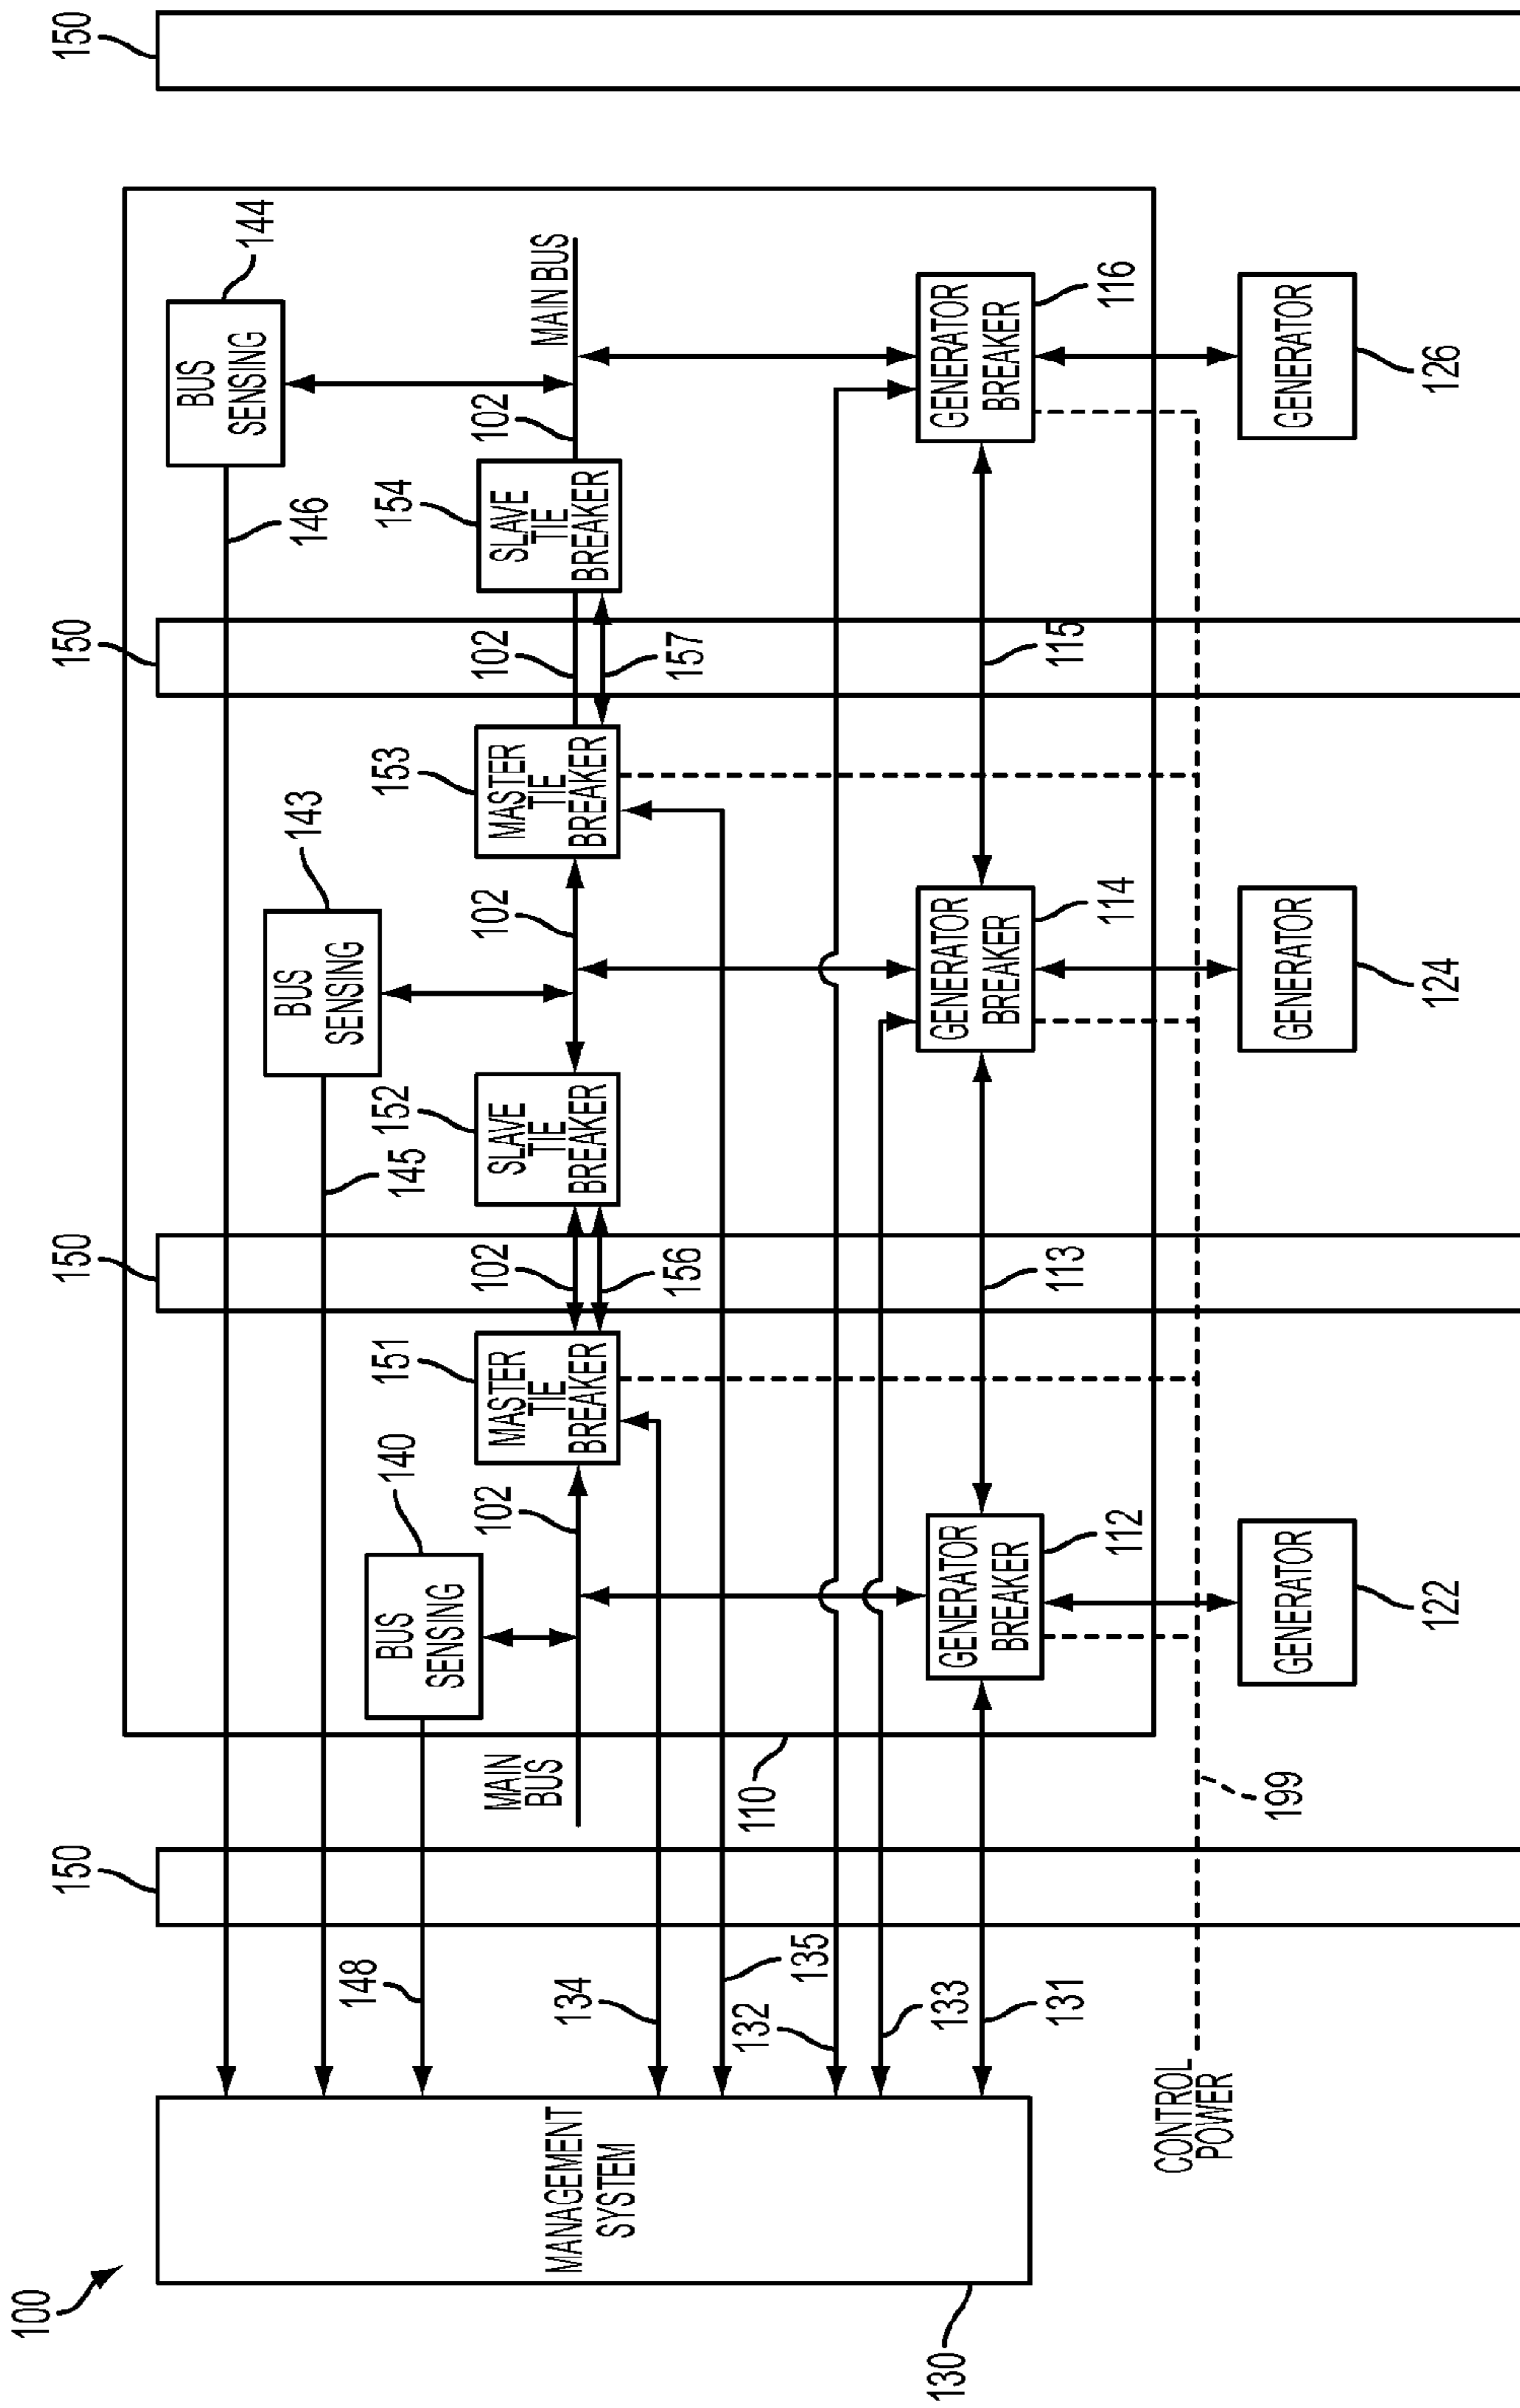 100
150
150
150
150
144
BUS
SENSING
143
146
BUS
SENSING
148
140
151
152
145
153
154
BUS
SENSING
MAIN
BUS
102
MASTER
TIE
BREAKER
102
SLAVE
TIE
BREAKER
102
MASTER
TIE
BREAKER
102
SLAVE
TIE
BREAKER
102
MAIN BUS
MANAGEMENT
SYSTEM
134
156
157
110
132
135
133
130
GENERATOR
BREAKER
GENERATOR
BREAKER
GENERATOR
BREAKER
131
112
113
114
115
116
CONTROL
POWER
199
GENERATOR
GENERATOR
GENERATOR
122
124
126